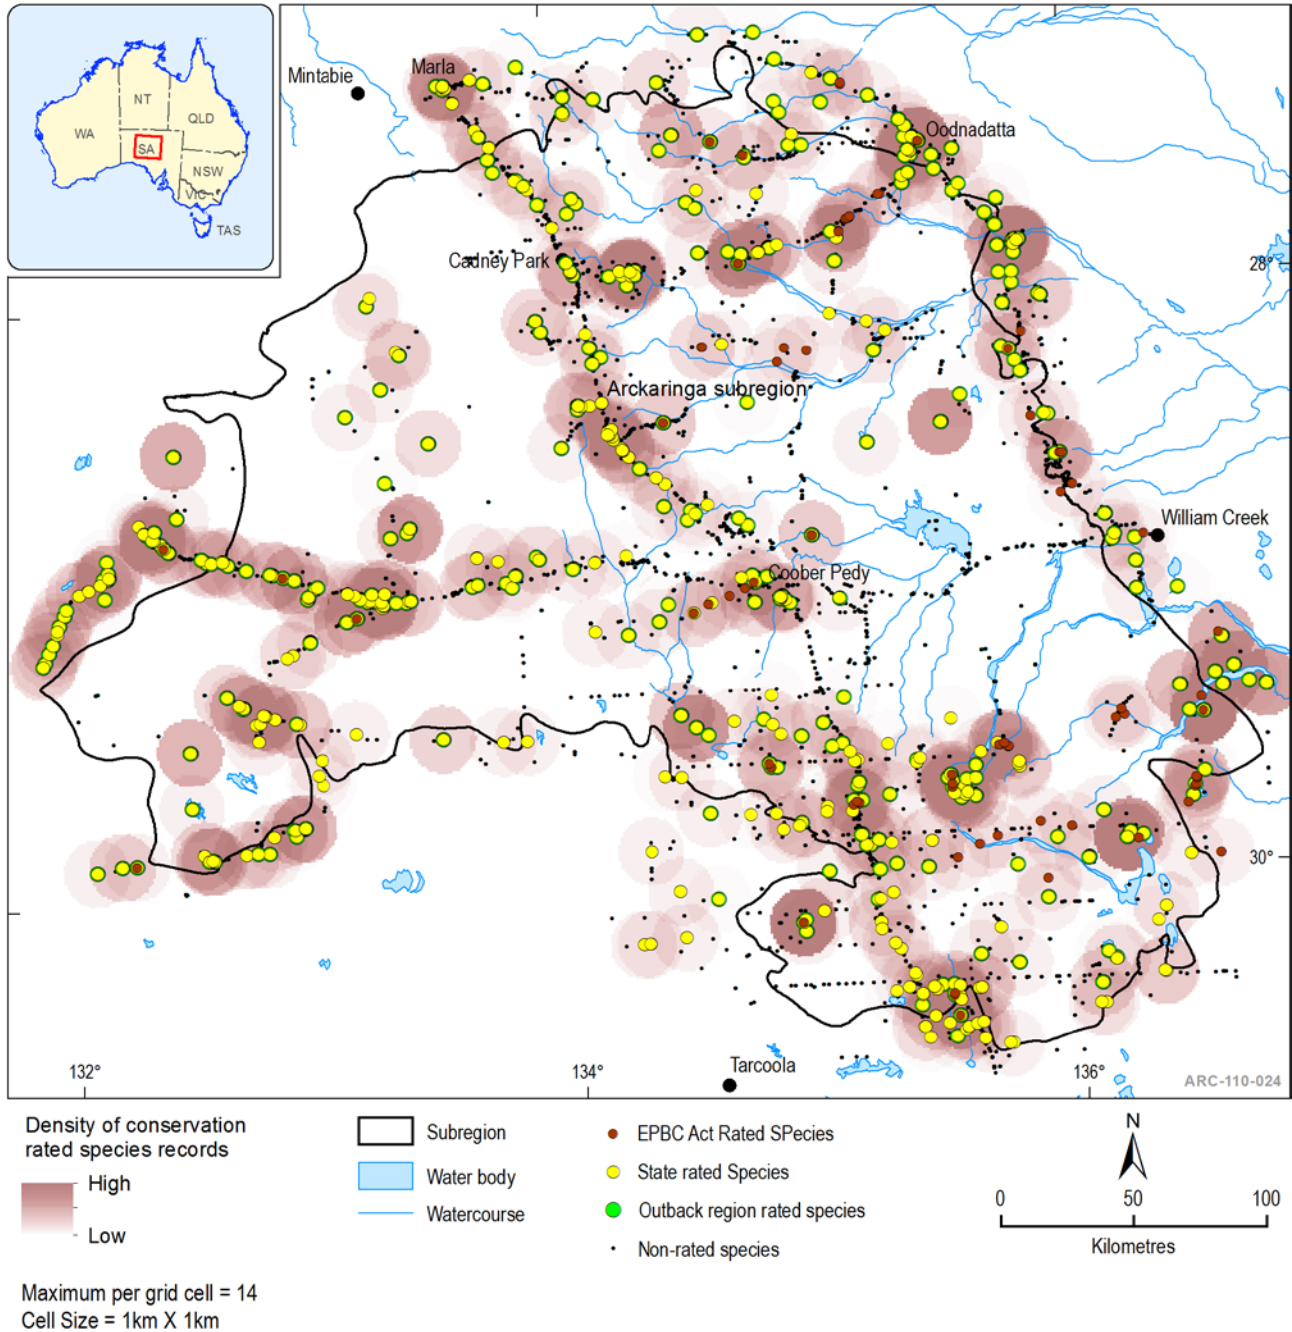 NT
QLD
WA
SA
NSW
VIC
TAS
Mintabie
Marla
Oodnadatta
Cadney Park
28°
Arckaringa subregion
William Creek
Coober Pedy
30°
Tarcoola
132°
134°
136°
ARC-110-024
Density of conservation
rated species records
High
Low
Maximum per grid cell = 14
Cell Size = 1km X 1km
Subregion
Water body
Watercourse
EPBC Act Rated SPecies
State rated Species
Outback region rated species
Non-rated species
N
0 50 100
Kilometres